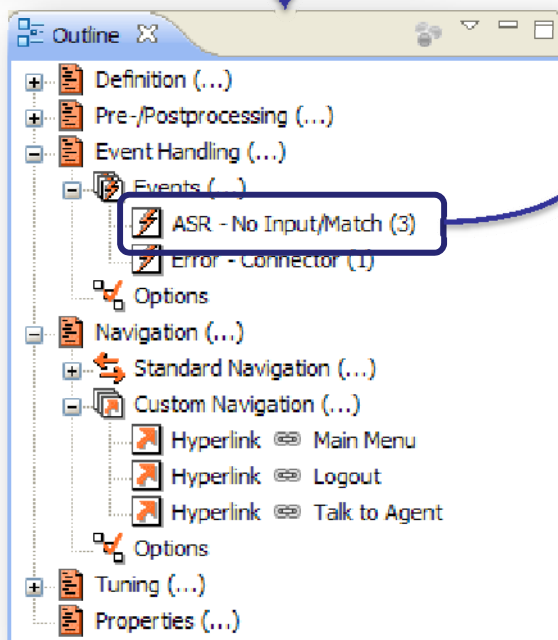 Outline
Definition (...)
Pre-/Postprocessing (...)
Event Handling (...)
Events (...)
ASR - No Input/Match (3)
Error - Connector (1)
Options
Navigation (...)
Standard Navigation (...)
Custom Navigation (...)
Hyperlink Main Menu
Hyperlink Logout
Hyperlink Talk to Agent
Options
Tuning (...)
Properties (...)